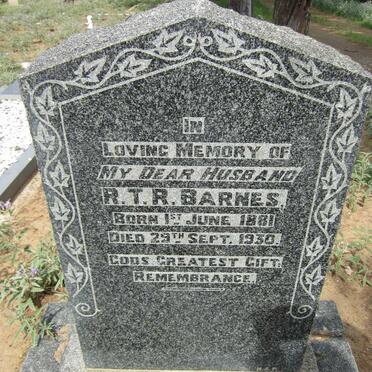 IN
LOVING MEMORY OF
MY DEAR HUSBAND
R.T.R. BARNES.
BORN 1ST JUNE 1881
DIED 29TH SEPT. 1930.
GODS GREATEST GIFT,
REMEMBRANCE.